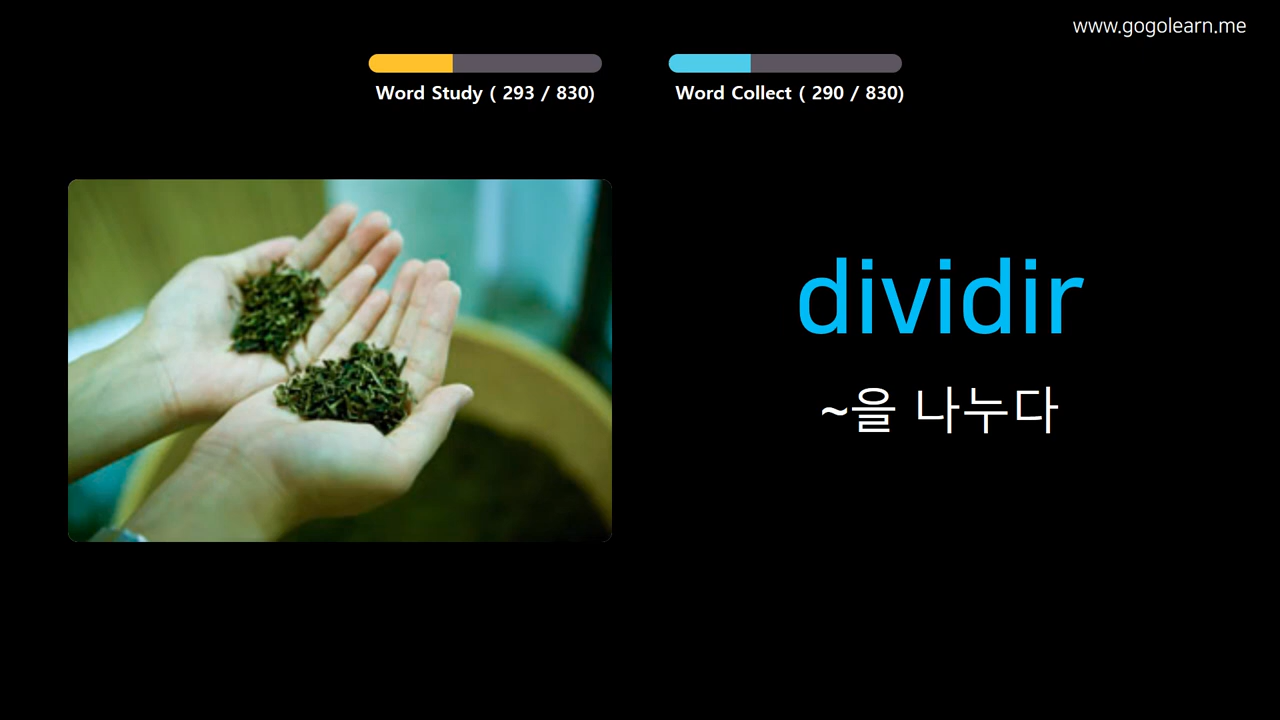 www.gogolearn.me
Word Study ( 293 / 830)
Word Collect ( 290 / 830)
dividir
~을 나누다